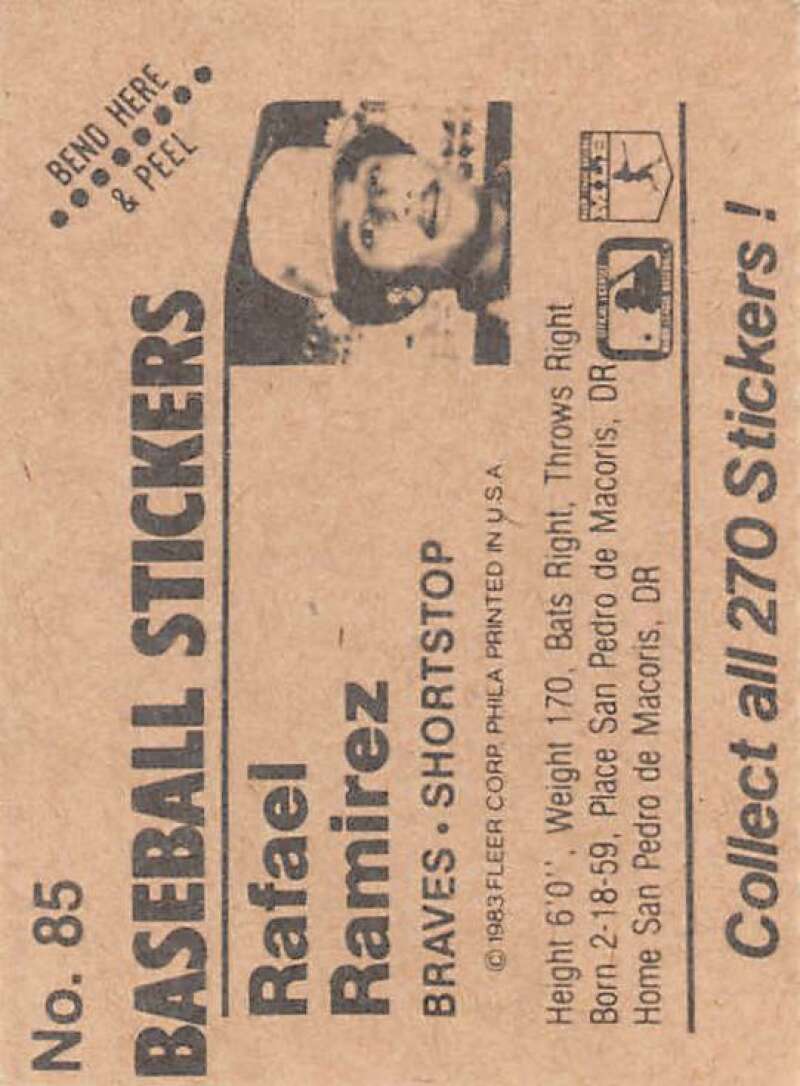 No. 85
BEND HERE
& PEEL
BASEBALL STICKERS
Rafael
Ramirez
BRAVES • SHORTSTOP
© 1983 FLEER CORP. PHILA PRINTED IN U.S.A.
Height 6'0'', Weight 170, Bats Right, Throws Right
Born 2-18-59, Place San Pedro de Macoris, DR
Home San Pedro de Macoris, DR
Collect all 270 Stickers!